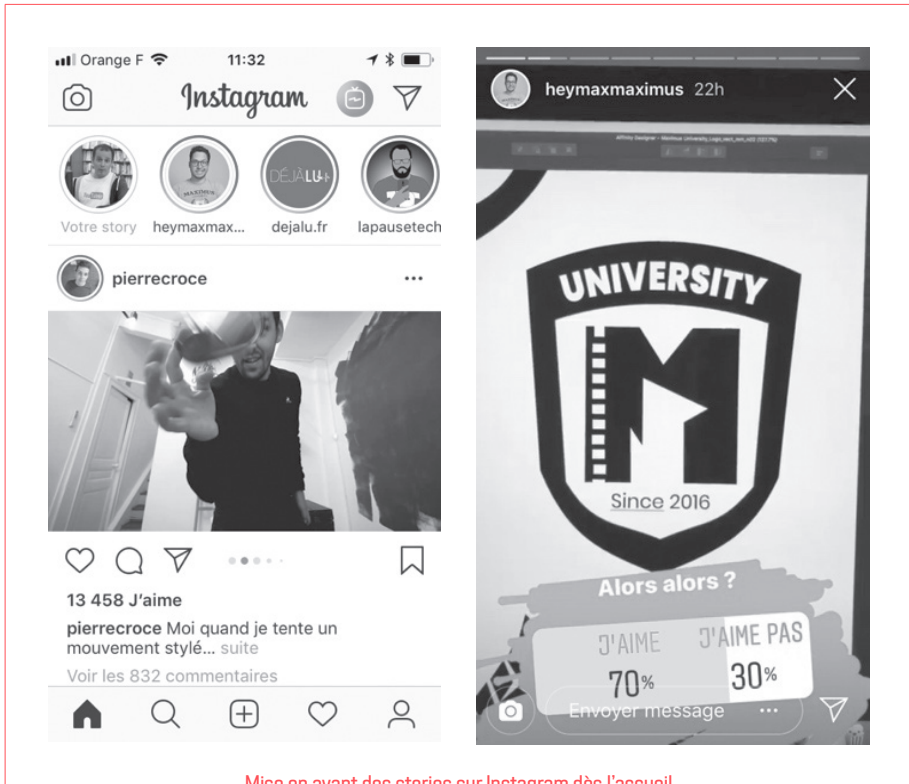 Orange F 11:32
Instagram
DÉJÀLU
Votre story heymaxmax... dejalu.fr lapausetech
pierrecroce
13 458 J'aime
pierrecroce Moi quand je tente un
mouvement stylé... suite
Voir les 832 commentaires
heymaxmaximus 22h
UNIVERSITY
M
Since 2016
Alors alors ?
J'AIME J'AIME PAS
70% 30%
Envoyer message
Mise en avant des stories sur Instagram dès l'accueil